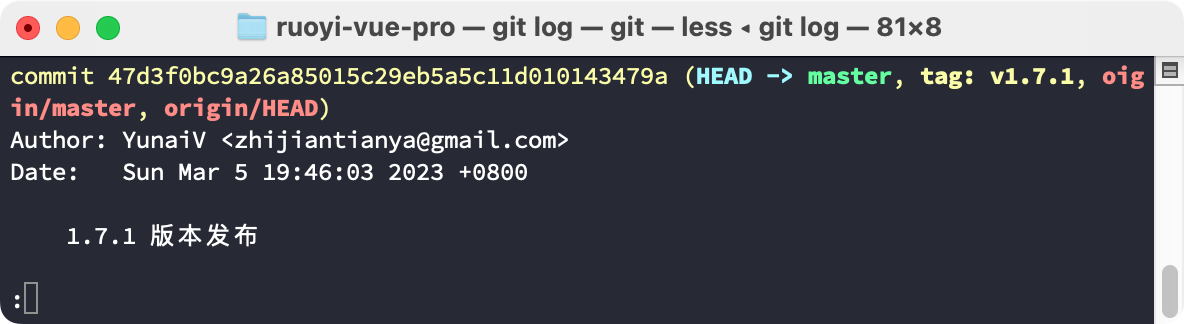 ruoyi-vue-pro — git log — git — less ◂ git log — 81×8
commit 47d3f0bc9a26a85015c29eb5a5c11d010143479a (HEAD -> master, tag: v1.7.1, oig
in/master, origin/HEAD)
Author: YunaiV <zhijiantianya@gmail.com>
Date:   Sun Mar 5 19:46:03 2023 +0800
1.7.1 版本发布
: